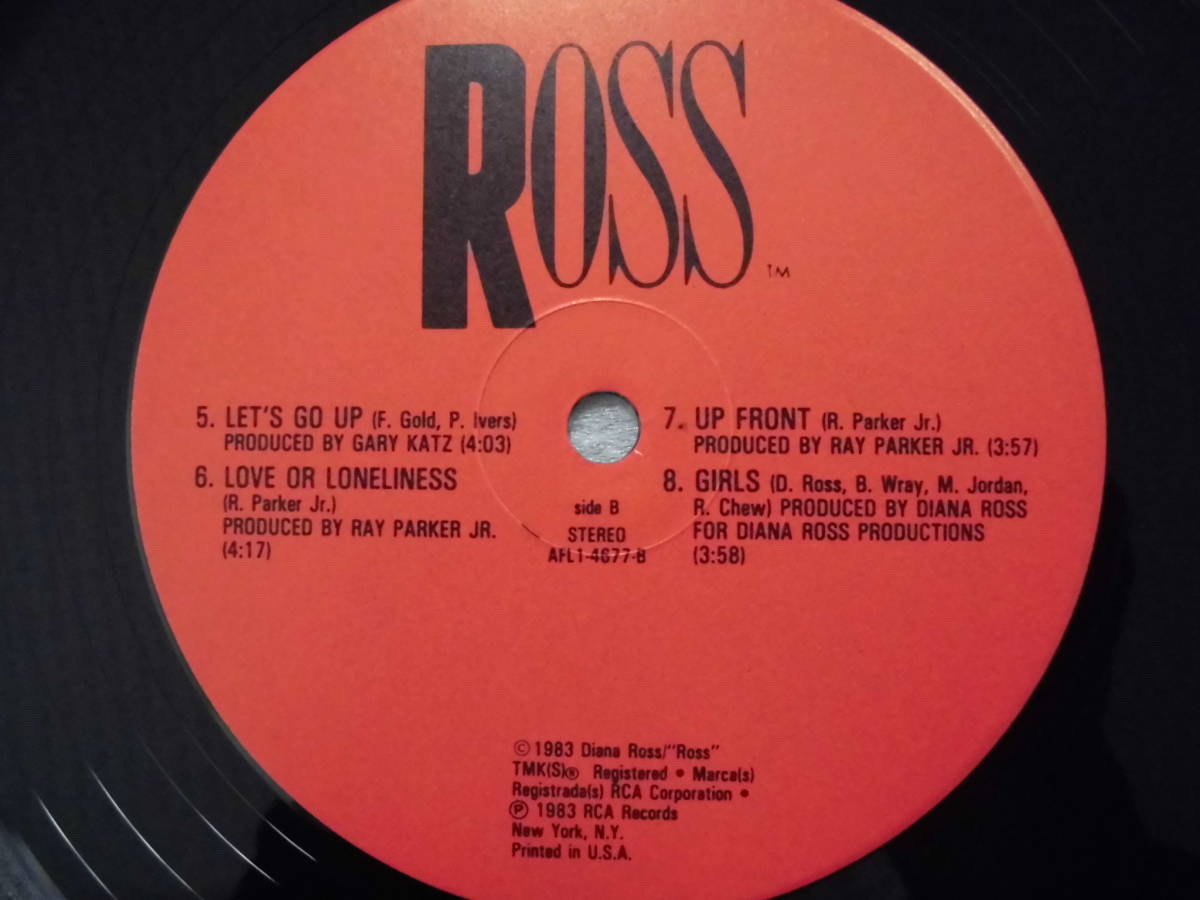 ROSS
TM
5. LET'S GO UP (F. Gold, P. Ivers)
PRODUCED BY GARY KATZ (4:03)
6. LOVE OR LONELINESS
(R. Parker Jr.)
PRODUCED BY RAY PARKER JR.
(4:17)
side B
STEREO
AFL1-4677-B
7. UP FRONT (R. Parker Jr.)
PRODUCED BY RAY PARKER JR. (3:57)
8. GIRLS (D. Ross, B. Wray, M. Jordan,
R. Chew) PRODUCED BY DIANA ROSS
FOR DIANA ROSS PRODUCTIONS
(3:58)
© 1983 Diana Ross/"Ross"
TMK(S)® Registered • Marca(s)
Registrada(s) RCA Corporation •
℗ 1983 RCA Records
New York, N.Y.
Printed in U.S.A.